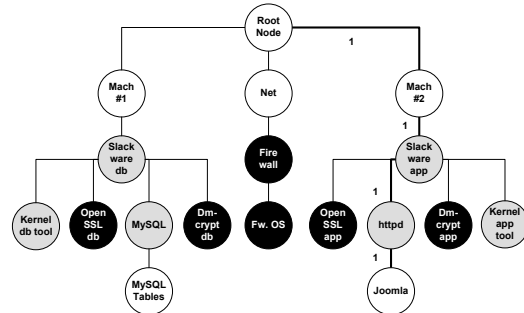 Root
Node
1
Mach
#1
Net
Mach
#2
1
Slack
ware
db
Fire
wall
Slack
ware
app
1
Kernel
db tool
Open
SSL
db
MySQL
Dm-
crypt
db
Fw. OS
Open
SSL
app
httpd
Dm-
crypt
app
Kernel
app
tool
1
MySQL
Tables
Joomla